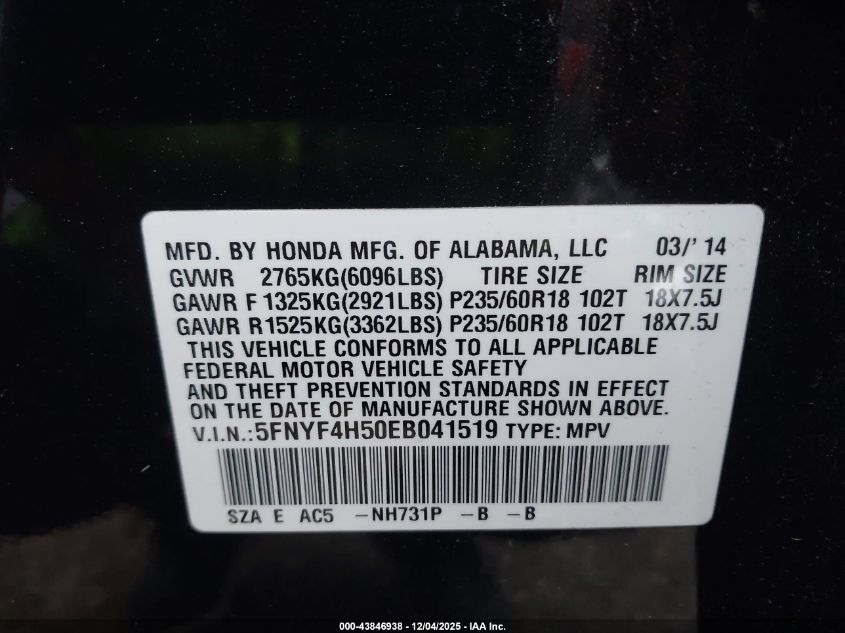 MFD. BY HONDA MFG. OF ALABAMA, LLC 03/' 14
GVWR 2765KG(6096LBS) TIRE SIZE RIM SIZE
GAWR F 1325KG(2921LBS) P235/60R18 102T 18X7.5J
GAWR R1525KG(3362LBS) P235/60R18 102T 18X7.5J
THIS VEHICLE CONFORMS TO ALL APPLICABLE
FEDERAL MOTOR VEHICLE SAFETY
AND THEFT PREVENTION STANDARDS IN EFFECT
ON THE DATE OF MANUFACTURE SHOWN ABOVE.
V.I.N.:5FNYF4H50EB041519 TYPE: MPV
SZA E AC5 -NH731P -B -B
000-43846938 - 12/04/2025 - IAA Inc.